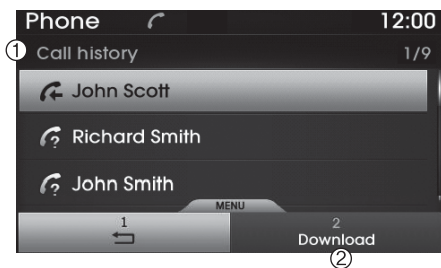 Phone 12:00
① Call history 1/9
John Scott
? Richard Smith
? John Smith
MENU
1 2
Download
②